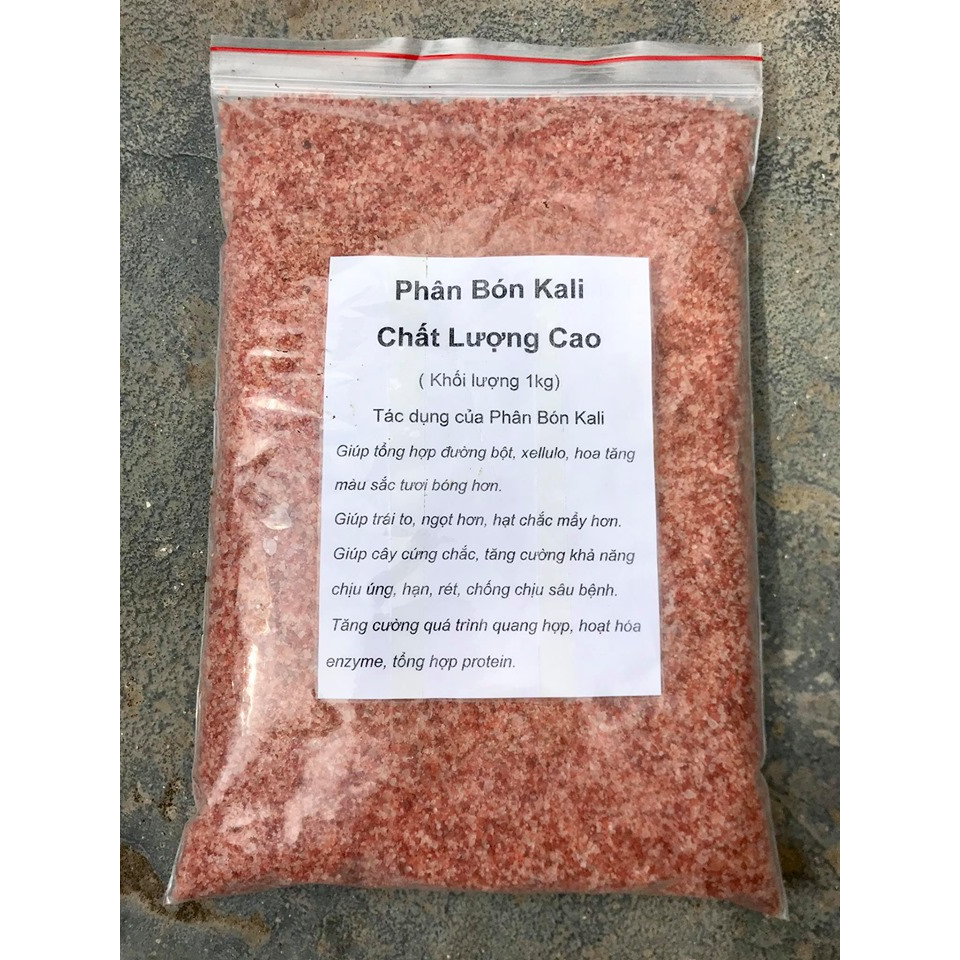 Phân Bón Kali
Chất Lượng Cao
( Khối lượng 1kg)
Tác dụng của Phân Bón Kali
Giúp tổng hợp đường bột, xellulo, hoa tăng
màu sắc tươi bóng hơn.
Giúp trái to, ngọt hơn, hạt chắc mẩy hơn.
Giúp cây cứng chắc, tăng cường khả năng
chịu úng, hạn, rét, chống chịu sâu bệnh.
Tăng cường quá trình quang hợp, hoạt hóa
enzyme, tổng hợp protein.